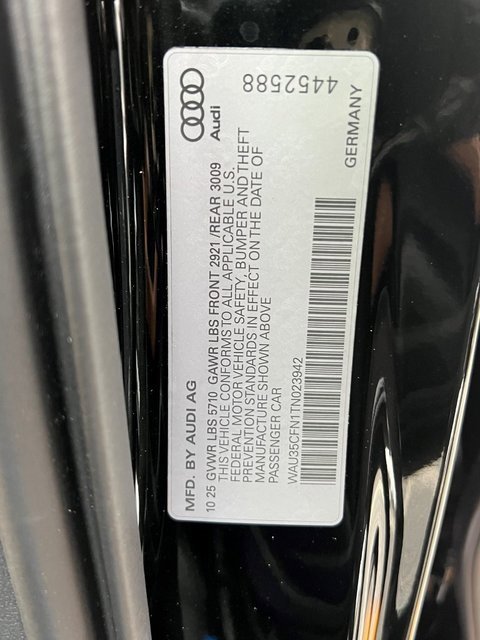 MFD. BY AUDI AG
10 25 GVWR LBS 5710 GAWR LBS FRONT 2921 /REAR 3009
THIS VEHICLE CONFORMS TO ALL APPLICABLE U.S.
FEDERAL MOTOR VEHICLE SAFETY, BUMPER AND THEFT
PREVENTION STANDARDS IN EFFECT ON THE DATE OF
MANUFACTURE SHOWN ABOVE
PASSENGER CAR
WAU35CFN1TN023942
Audi
4452588
GERMANY